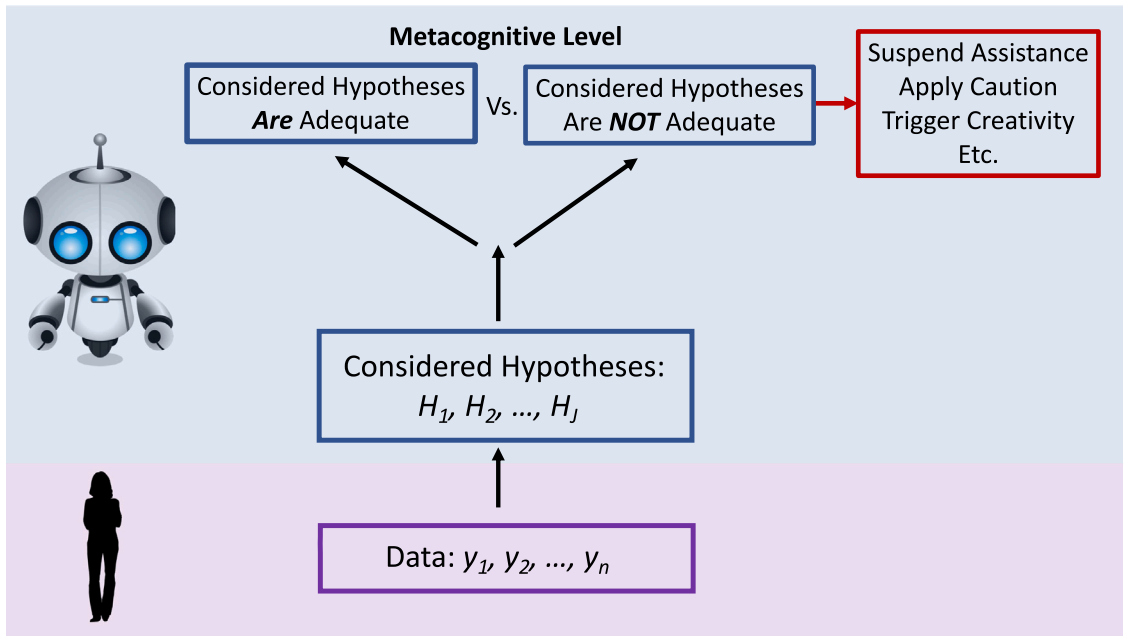 Metacognitive Level
Considered Hypotheses
Are Adequate
Vs.
Considered Hypotheses
Are NOT Adequate
Suspend Assistance
Apply Caution
Trigger Creativity
Etc.
Considered Hypotheses:
H1, H2, …, HJ
Data: y1, y2, …, yn